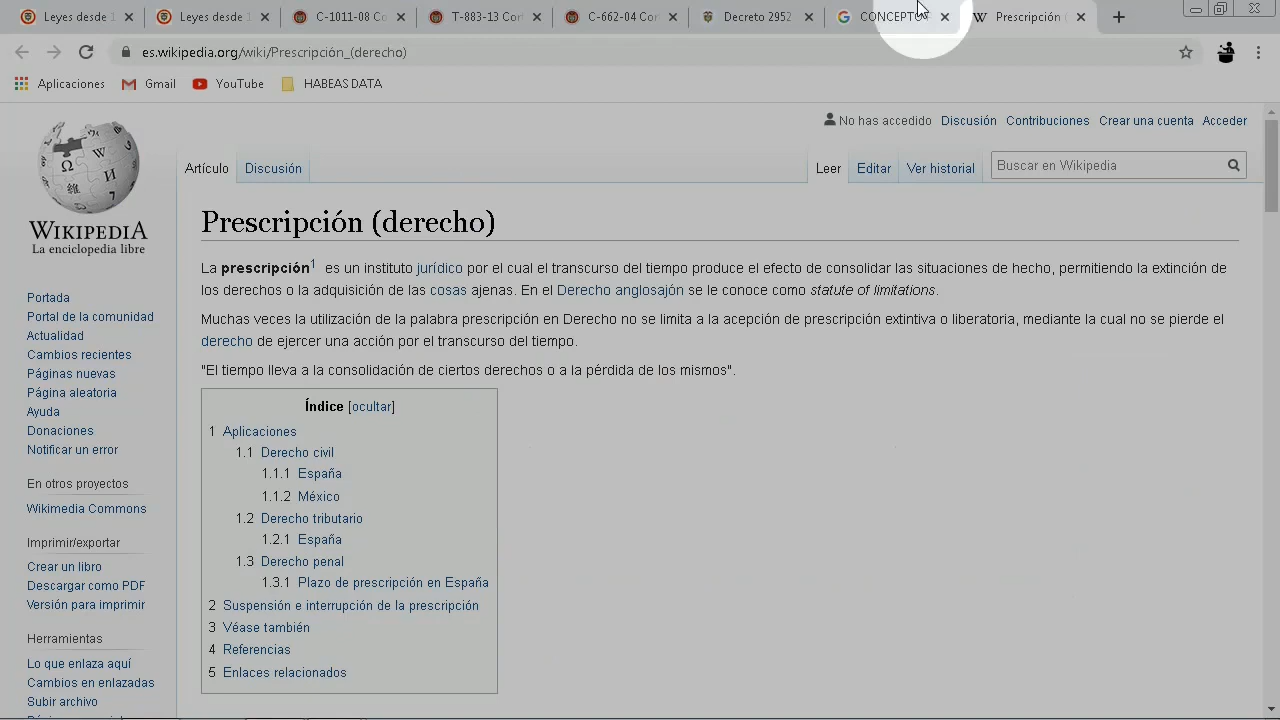 Leyes desde 1
Leyes desde 1
C-1011-08 Co
T-883-13 Cor
C-662-04 Cor
Decreto 2952
CONCEPTO
Prescripción (
es.wikipedia.org/wiki/Prescripción_(derecho)
Aplicaciones
Gmail
YouTube
HABEAS DATA
No has accedido Discusión Contribuciones Crear una cuenta Acceder
Artículo Discusión
Leer Editar Ver historial
Buscar en Wikipedia
WIKIPEDIA
La enciclopedia libre
Portada
Portal de la comunidad
Actualidad
Cambios recientes
Páginas nuevas
Página aleatoria
Ayuda
Donaciones
Notificar un error
En otros proyectos
Wikimedia Commons
Imprimir/exportar
Crear un libro
Descargar como PDF
Versión para imprimir
Herramientas
Lo que enlaza aquí
Cambios en enlazadas
Subir archivo
Prescripción (derecho)
La prescripción1 es un instituto jurídico por el cual el transcurso del tiempo produce el efecto de consolidar las situaciones de hecho, permitiendo la extinción de
los derechos o la adquisición de las cosas ajenas. En el Derecho anglosajón se le conoce como statute of limitations.
Muchas veces la utilización de la palabra prescripción en Derecho no se limita a la acepción de prescripción extintiva o liberatoria, mediante la cual no se pierde el
derecho de ejercer una acción por el transcurso del tiempo.
"El tiempo lleva a la consolidación de ciertos derechos o a la pérdida de los mismos".
Índice [ocultar]
1 Aplicaciones
1.1 Derecho civil
1.1.1 España
1.1.2 México
1.2 Derecho tributario
1.2.1 España
1.3 Derecho penal
1.3.1 Plazo de prescripción en España
2 Suspensión e interrupción de la prescripción
3 Véase también
4 Referencias
5 Enlaces relacionados